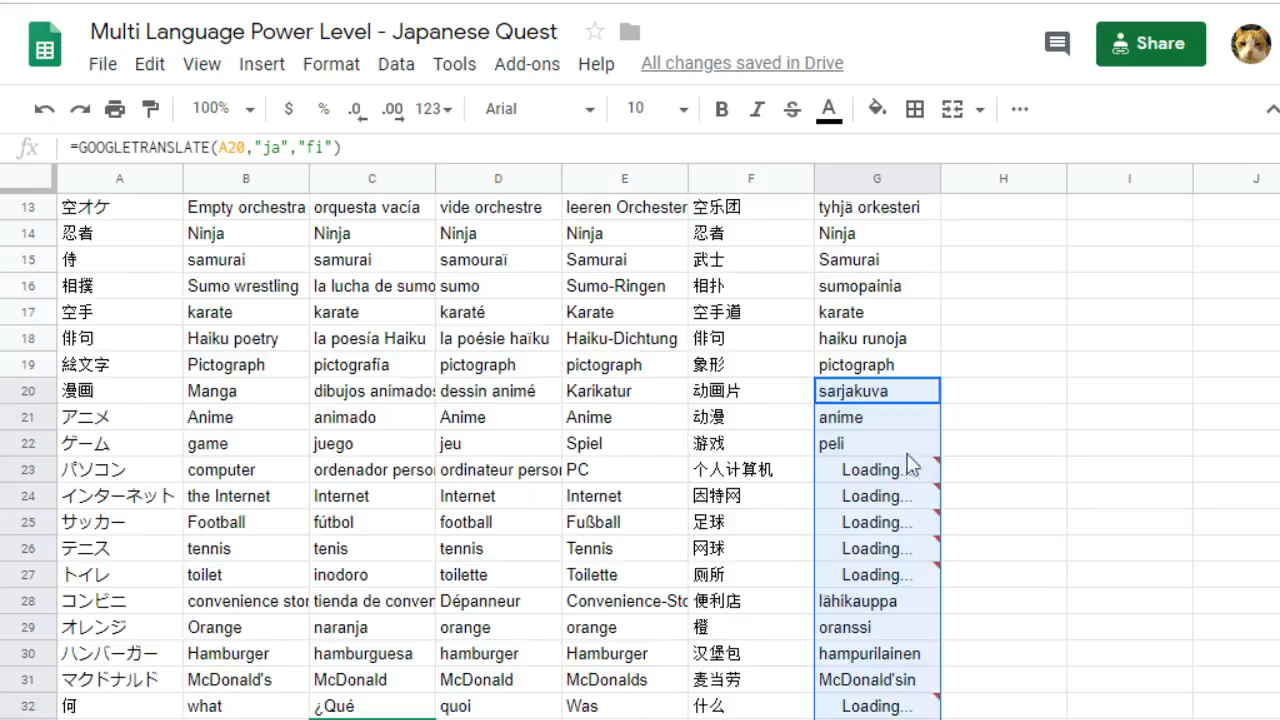 Multi Language Power Level - Japanese Quest
File Edit View Insert Format Data Tools Add-ons Help All changes saved in Drive
Share
100% $ % .0 .00 123 Arial 10 B I S A ...
fx =GOOGLETRANSLATE(A20,"ja","fi")
A B C D E F G H I J
13 空オケ Empty orchestra orquesta vacía vide orchestre leeren Orchester 空乐团 tyhjä orkesteri
14 忍者 Ninja Ninja Ninja Ninja 忍者 Ninja
15 侍 samurai samurai samouraï Samurai 武士 Samurai
16 相撲 Sumo wrestling la lucha de sumo sumo Sumo-Ringen 相扑 sumopainia
17 空手 karate karate karaté Karate 空手道 karate
18 俳句 Haiku poetry la poesía Haiku la poésie haïku Haiku-Dichtung 俳句 haiku runoja
19 絵文字 Pictograph pictografía pictograph pictograph 象形 pictograph
20 漫画 Manga dibujos animados dessin animé Karikatur 动画片 sarjakuva
21 アニメ Anime animado Anime Anime 动漫 anime
22 ゲーム game juego jeu Spiel 游戏 peli
23 パソコン computer ordenador perso ordinateur person PC 个人计算机 Loading...
24 インターネット the Internet Internet Internet Internet 因特网 Loading...
25 サッカー Football fútbol football Fußball 足球 Loading...
26 テニス tennis tenis tennis Tennis 网球 Loading...
27 トイレ toilet inodoro toilette Toilette 厕所 Loading...
28 コンビニ convenience stor tienda de conven Dépanneur Convenience-Sto 便利店 lähikauppa
29 オレンジ Orange naranja orange orange 橙 oranssi
30 ハンバーガー Hamburger hamburguesa hamburger Hamburger 汉堡包 hampurilainen
31 マクドナルド McDonald's McDonald McDonald McDonalds 麦当劳 McDonald'sin
32 何 what ¿Qué quoi Was 什么 Loading...